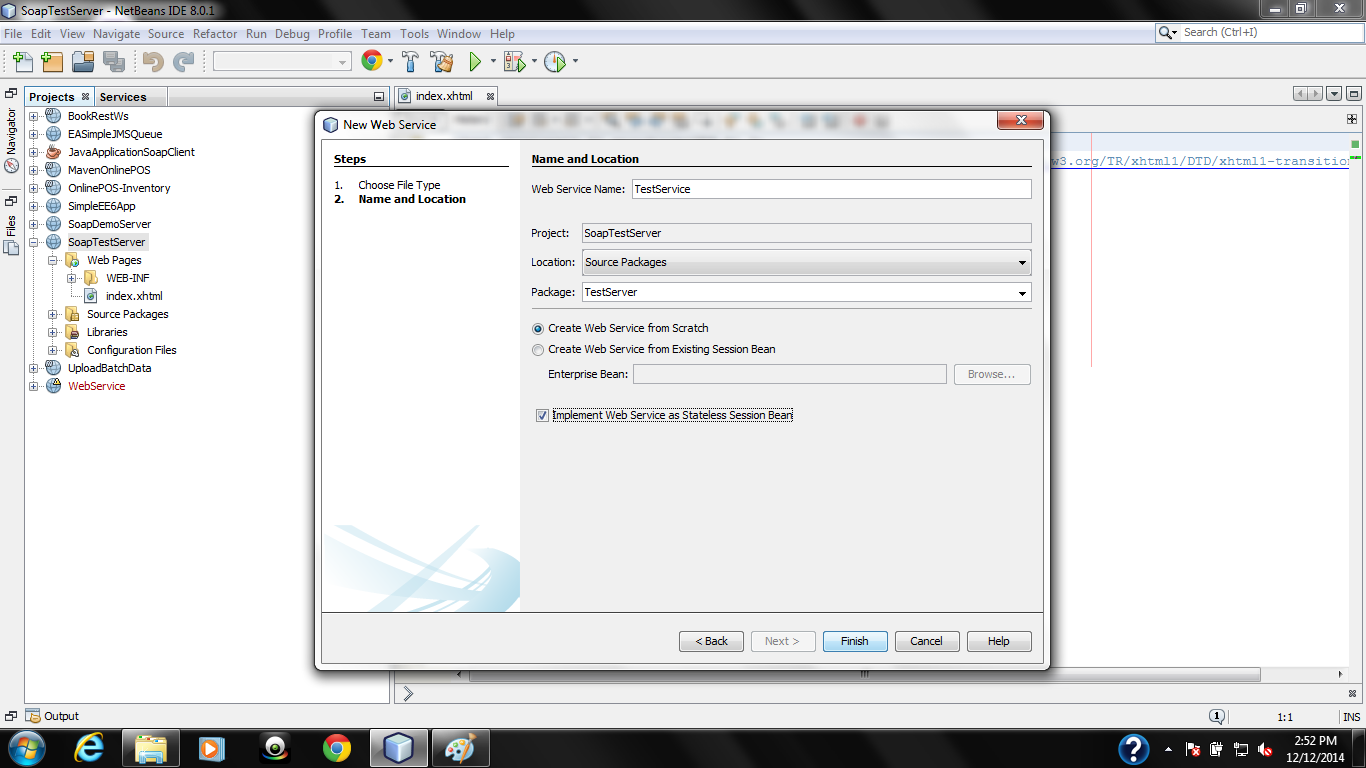 SoapTestServer - NetBeans IDE 8.0.1
File Edit View Navigate Source Refactor Run Debug Profile Team Tools Window Help
Search (Ctrl+I)
Projects Services
index.xhtml
Navigator
Files
BookRestWs
EASimpleJMSQueue
JavaApplicationSoapClient
MavenOnlinePOS
OnlinePOS-Inventory
SimpleEE6App
SoapDemoServer
SoapTestServer
Web Pages
WEB-INF
index.xhtml
Source Packages
Libraries
Configuration Files
UploadBatchData
WebService
w3.org/TR/xhtml1/DTD/xhtml1-transition
New Web Service
Steps
1. Choose File Type
2. Name and Location
Name and Location
Web Service Name: TestService
Project: SoapTestServer
Location: Source Packages
Package: TestServer
Create Web Service from Scratch
Create Web Service from Existing Session Bean
Enterprise Bean: Browse...
Implement Web Service as Stateless Session Bean
< Back Next > Finish Cancel Help
Output
1
1:1 INS
2:52 PM
12/12/2014